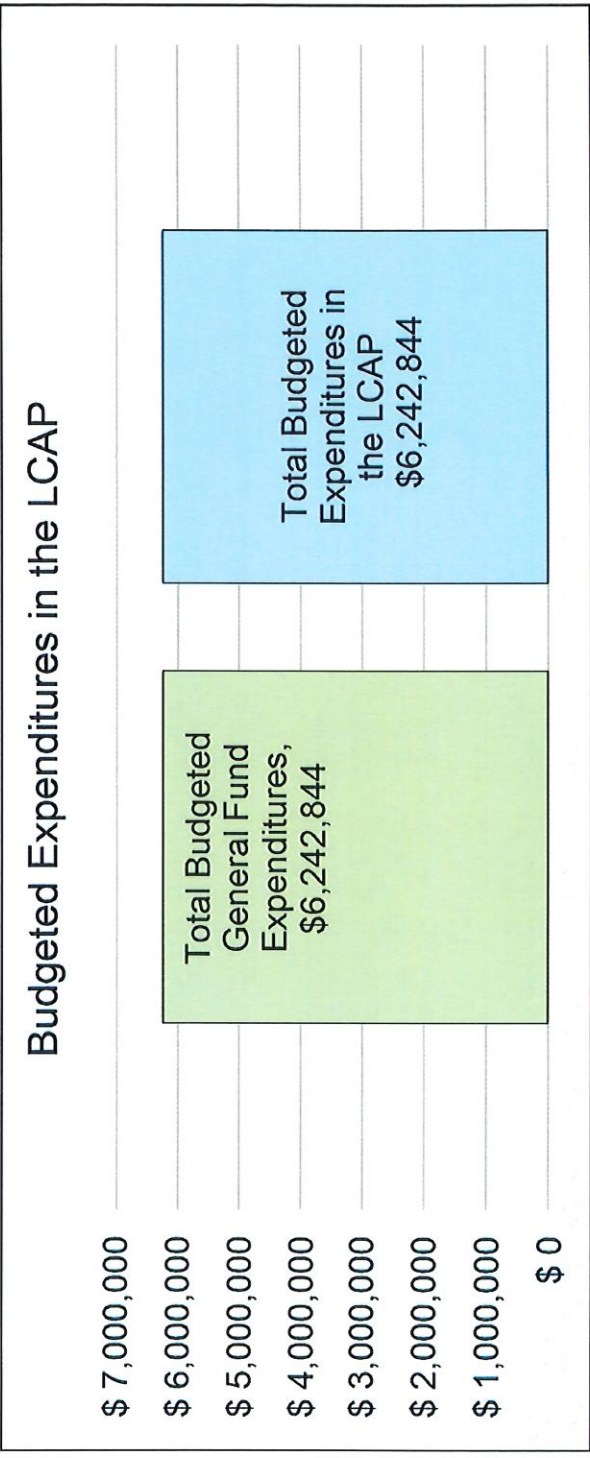 Budgeted Expenditures in the LCAP
$ 7,000,000
$ 6,000,000
$ 5,000,000
$ 4,000,000
$ 3,000,000
$ 2,000,000
$ 1,000,000
$ 0
Total Budgeted
General Fund
Expenditures,
$6,242,844
Total Budgeted
Expenditures in
the LCAP
$6,242,844